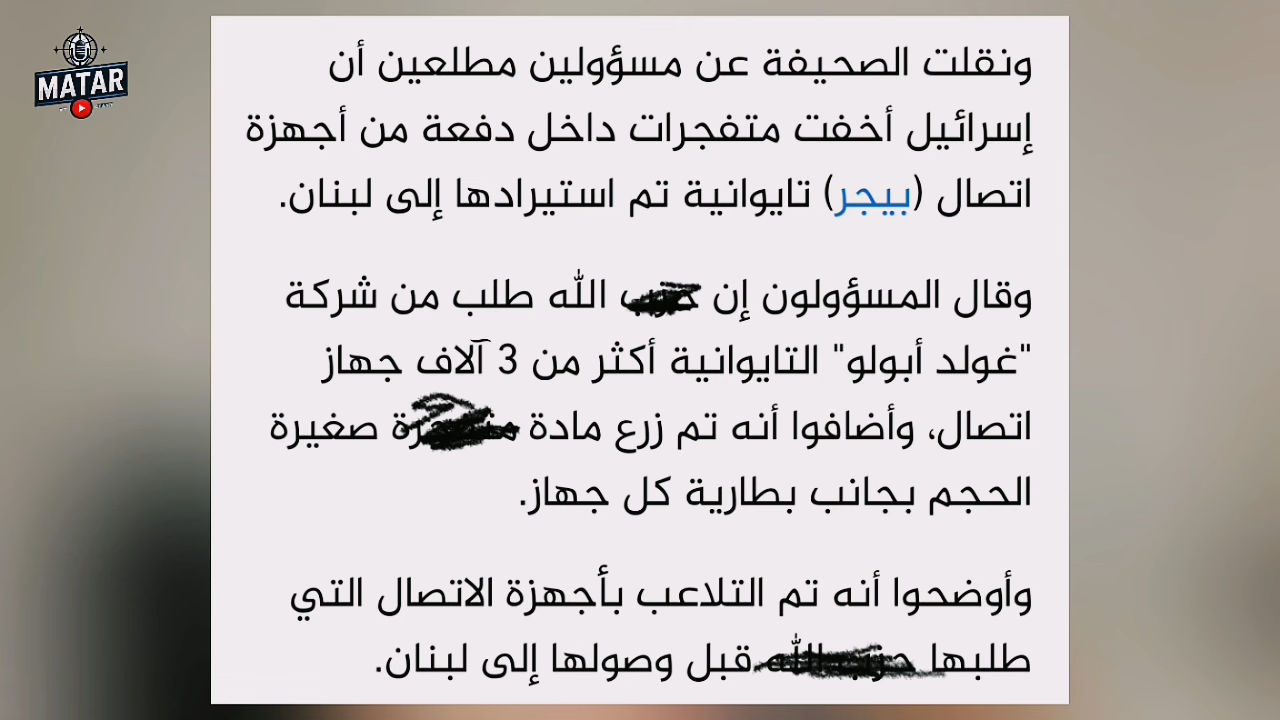 MATAR
ونقلت الصحيفة عن مسؤولين مطلعين أن
إسرائيل أخفت متفجرات داخل دفعة من أجهزة
اتصال (بيجر) تايوانية تم استيرادها إلى لبنان.
وقال المسؤولون إن الله طلب من شركة
"غولد أبولو" التايوانية أكثر من 3 آلاف جهاز
اتصال، وأضافوا أنه تم زرع مادة صغيرة
الحجم بجانب بطارية كل جهاز.
وأوضحوا أنه تم التلاعب بأجهزة الاتصال التي
طلبها قبل وصولها إلى لبنان.